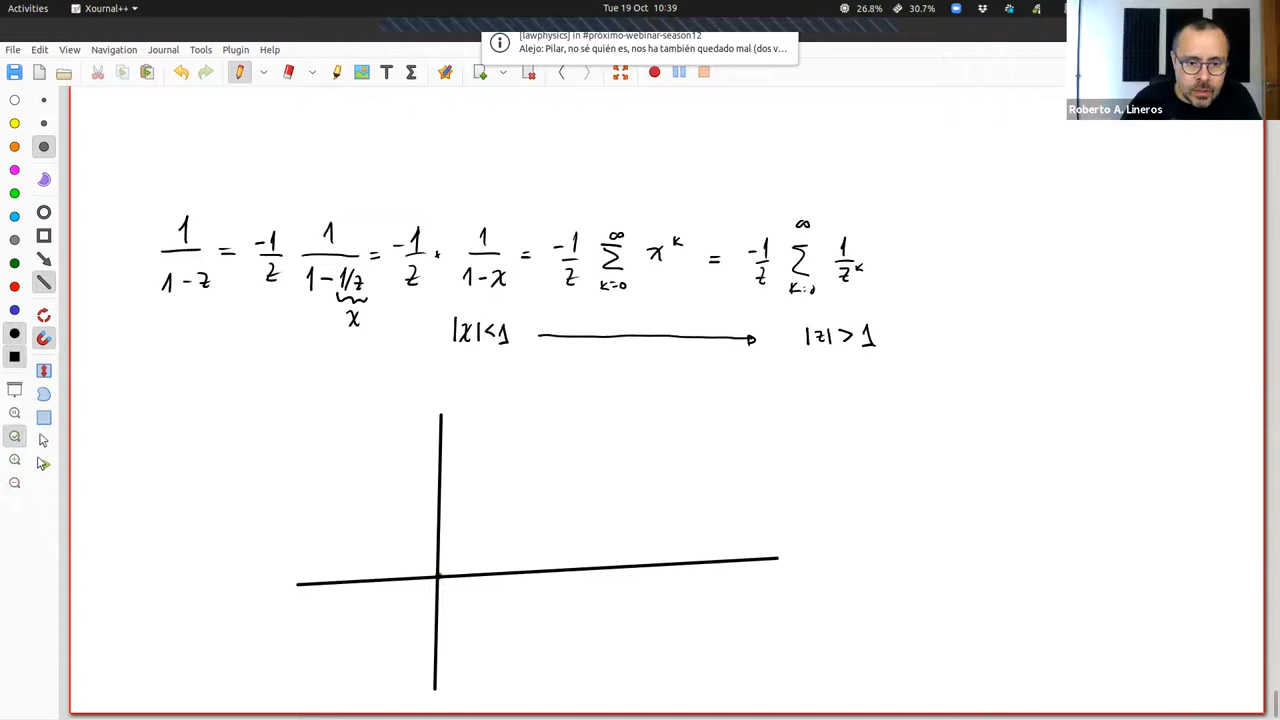 Activities Xournal++ Tue 19 Oct 10:39 26.8% 30.7%
[lawphysics] in #próximo-webinar-season12
Alejo: Pilar, no sé quién es, nos ha también quedado mal (dos v...
File Edit View Navigation Journal Tools Plugin Help
Roberto A. Lineros
1/(1-z) = -1/z 1/(1-1/z) = -1/z · 1/(1-x) = -1/z ∑_{k=0}^{∞} x^k = -1/z ∑_{k=0}^{∞} 1/z^k
x
|x|<1 → |z|>1